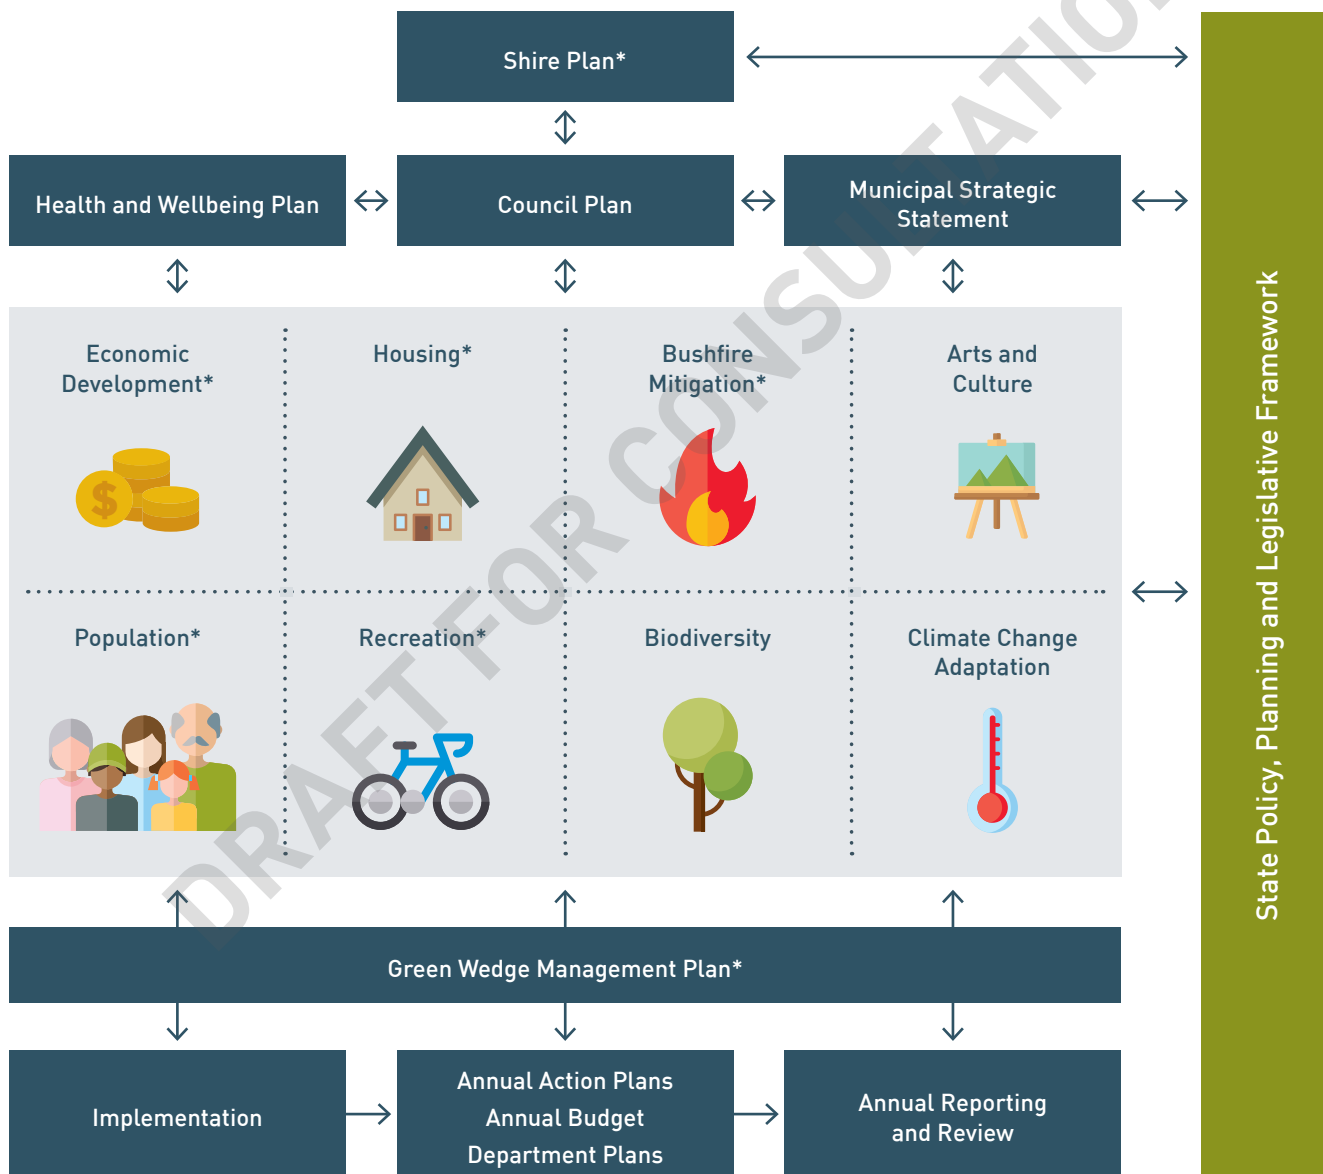 Shire Plan*
Health and Wellbeing Plan
Council Plan
Municipal Strategic
Statement
Economic
Development*
Housing*
Bushfire
Mitigation*
Arts and
Culture
$
Population*
Recreation*
Biodiversity
Climate Change
Adaptation
Green Wedge Management Plan*
Implementation
Annual Action Plans
Annual Budget
Department Plans
Annual Reporting
and Review
State Policy, Planning and Legislative Framework
DRAFT FOR CONSULTATION